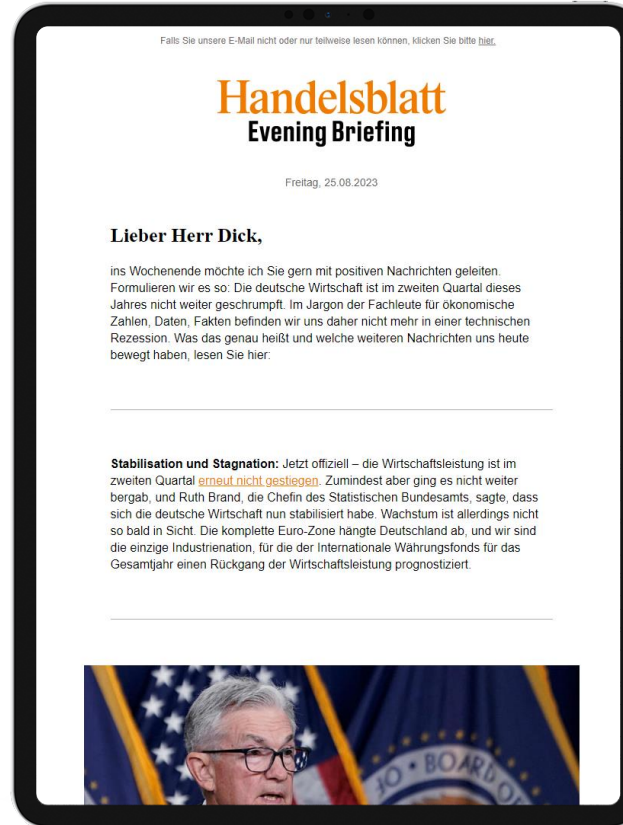 Falls Sie unsere E-Mail nicht oder nur teilweise lesen können, klicken Sie bitte hier.
Handelsblatt
Evening Briefing
Freitag, 25.08.2023
Lieber Herr Dick,
ins Wochenende möchte ich Sie gern mit positiven Nachrichten geleiten.
Formulieren wir es so: Die deutsche Wirtschaft ist im zweiten Quartal dieses
Jahres nicht weiter geschrumpft. Im Jargon der Fachleute für ökonomische
Zahlen, Daten, Fakten befinden wir uns daher nicht mehr in einer technischen
Rezession. Was das genau heißt und welche weiteren Nachrichten uns heute
bewegt haben, lesen Sie hier:
Stabilisation und Stagnation: Jetzt offiziell – die Wirtschaftsleistung ist im
zweiten Quartal erneut nicht gestiegen. Zumindest aber ging es nicht weiter
bergab, und Ruth Brand, die Chefin des Statistischen Bundesamts, sagte, dass
sich die deutsche Wirtschaft nun stabilisiert habe. Wachstum ist allerdings nicht
so bald in Sicht. Die komplette Euro-Zone hängte Deutschland ab, und wir sind
die einzige Industrienation, für die der Internationale Währungsfonds für das
Gesamtjahr einen Rückgang der Wirtschaftsleistung prognostiziert.
BOARD O